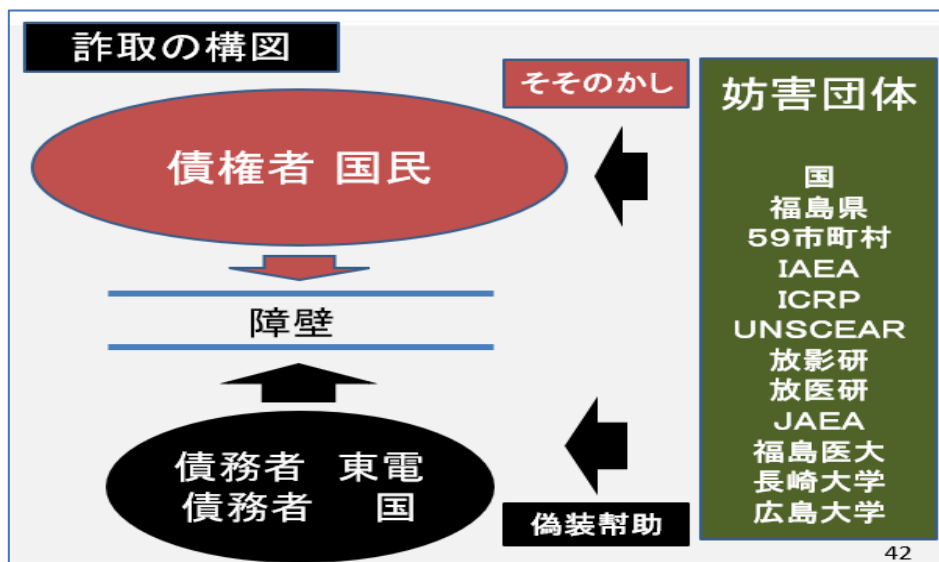 詐取の構図
そそのかし
債権者 国民
障壁
債務者 東電
債務者 国
偽装幇助
妨害団体
国
福島県
59市町村
IAEA
ICRP
UNSCEAR
放影研
放医研
JAEA
福島医大
長崎大学
広島大学
42